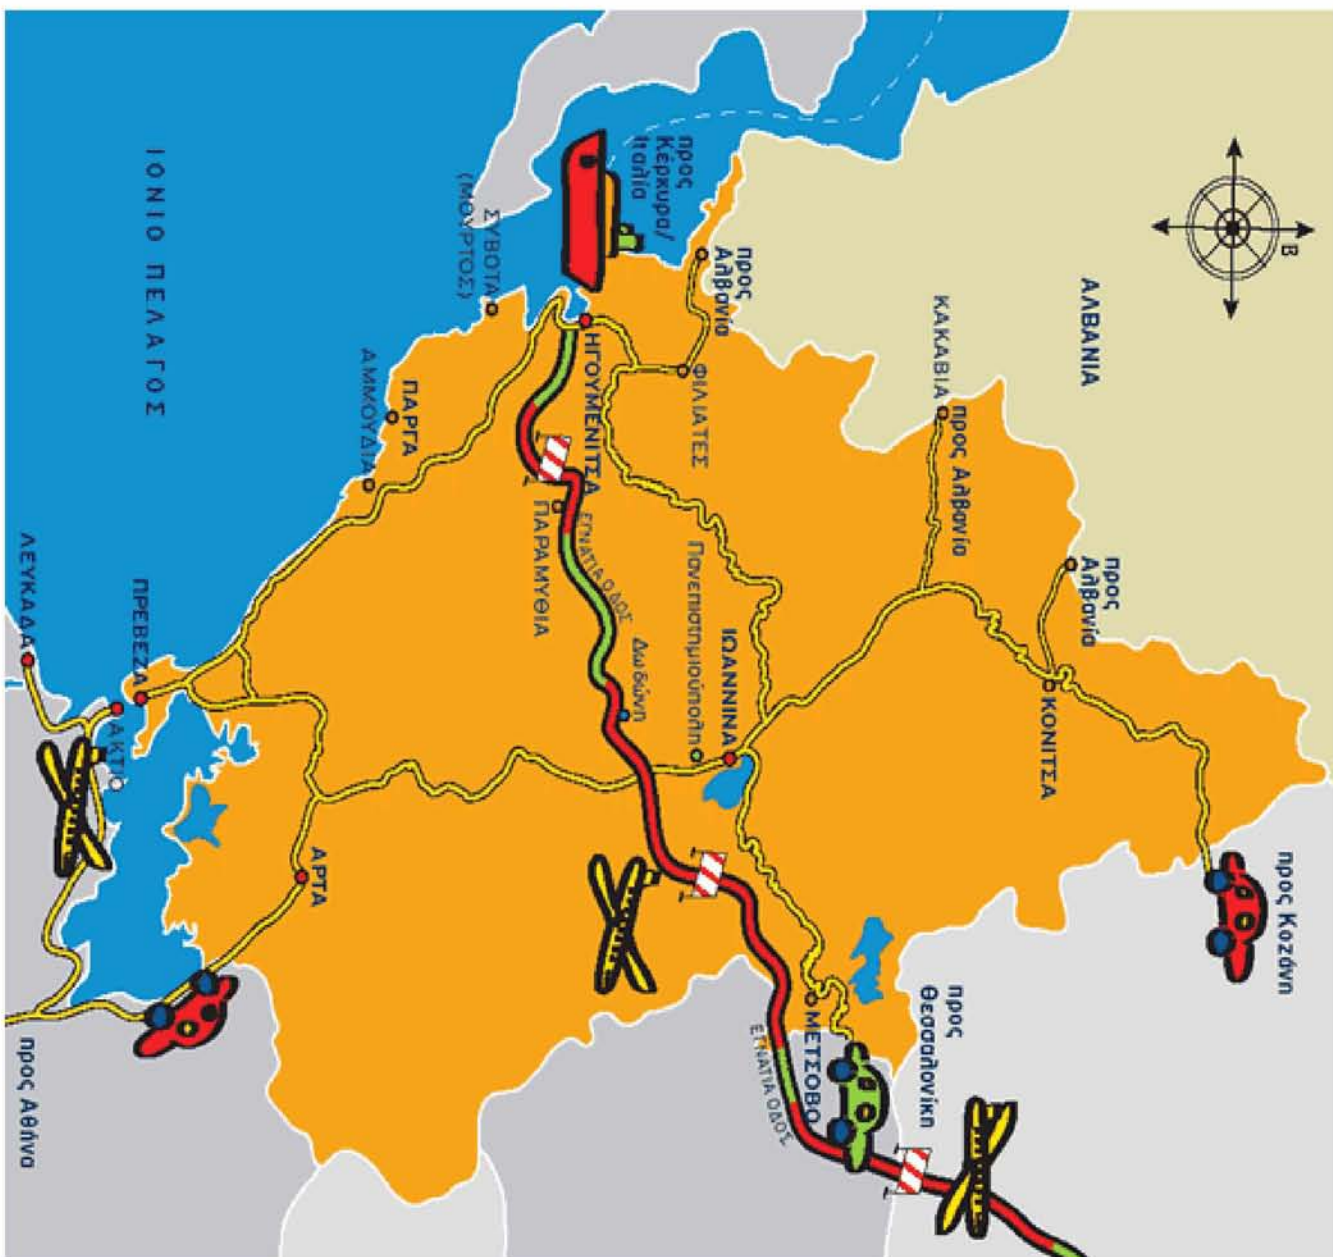 Β
ΑΛΒΑΝΙΑ
προς Κοζάνη
προς
Αλβανία
ΚΟΝΙΤΣΑ
ΚΑΚΑΒΙΑ
προς Αλβανία
προς
Θεσσαλονίκη
προς
Κέρκυρα/
Ιταλία
προς
Αλβανία
ΦΙΛΙΑΤΕΣ
Πανεπιστημιούπολη
ΙΩΑΝΝΙΝΑ
ΜΕΤΣΟΒΟ
ΕΓΝΑΤΙΑ ΟΔΟΣ
ΗΓΟΥΜΕΝΙΤΣΑ
ΕΓΝΑΤΙΑ ΟΔΟΣ
Δωδώνη
ΠΑΡΑΜΥΘΙΑ
ΣΥΒΟΤΑ
(ΜΟΥΡΤΟΣ)
ΠΑΡΓΑ
ΑΜΜΟΥΔΙΑ
ΑΡΤΑ
ΙΟΝΙΟ ΠΕΛΑΓΟΣ
ΠΡΕΒΕΖΑ
ΑΚΤΙΟ
ΛΕΥΚΑΔΑ
προς Αθήνα